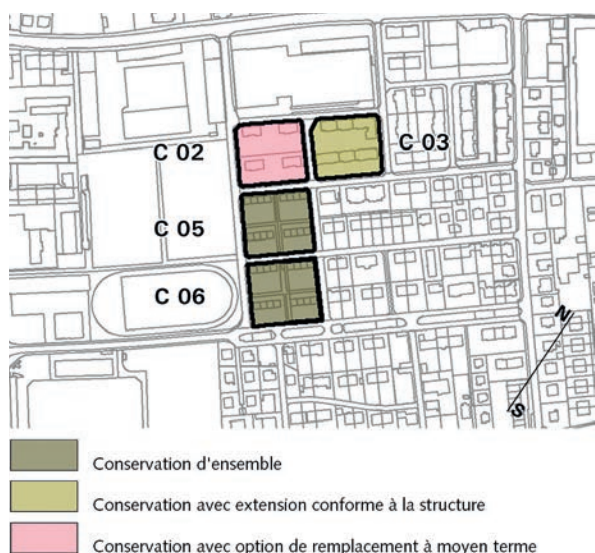 C 02
C 03
C 05
C 06
N
S
Conservation d'ensemble
Conservation avec extension conforme à la structure
Conservation avec option de remplacement à moyen terme